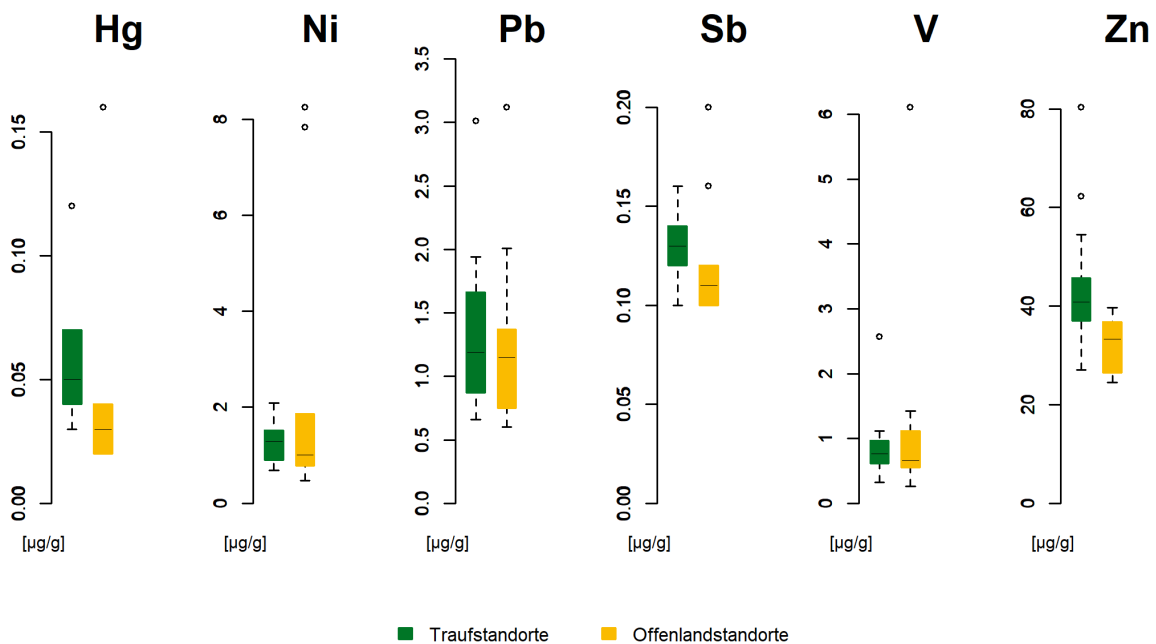 Hg Ni Pb Sb V Zn
0.00 0.05 0.10 0.15
0 2 4 6 8
0.0 0.5 1.0 1.5 2.0 2.5 3.0 3.5
0.00 0.05 0.10 0.15 0.20
0 1 2 3 4 5 6
0 20 40 60 80
[µg/g] [µg/g] [µg/g] [µg/g] [µg/g] [µg/g]
Traufstandorte Offenlandstandorte